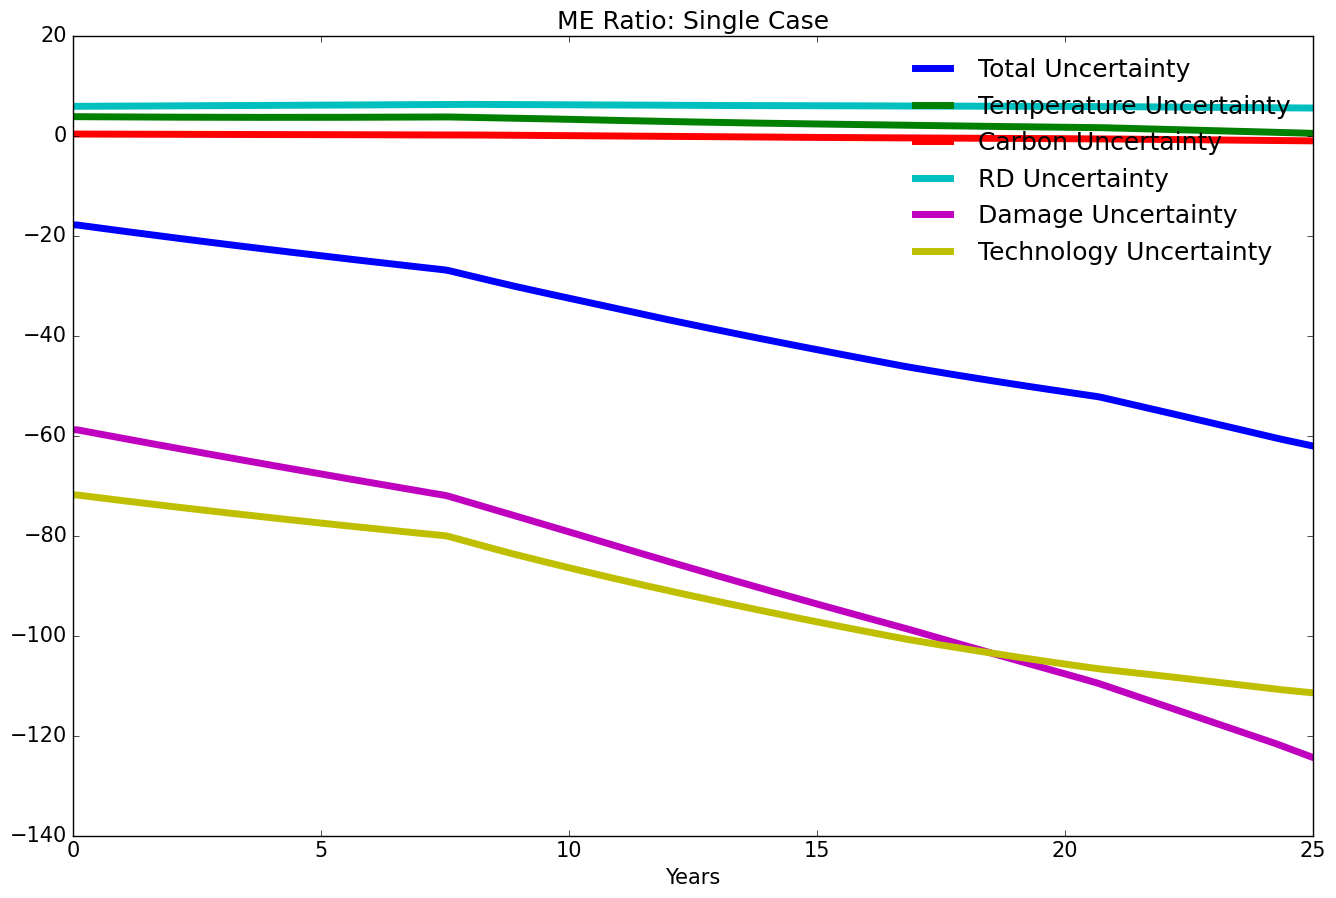 ME Ratio: Single Case
20
0
−20
−40
−60
−80
−100
−120
−140
Total Uncertainty
Temperature Uncertainty
Carbon Uncertainty
RD Uncertainty
Damage Uncertainty
Technology Uncertainty
0 5 10 15 20 25
Years